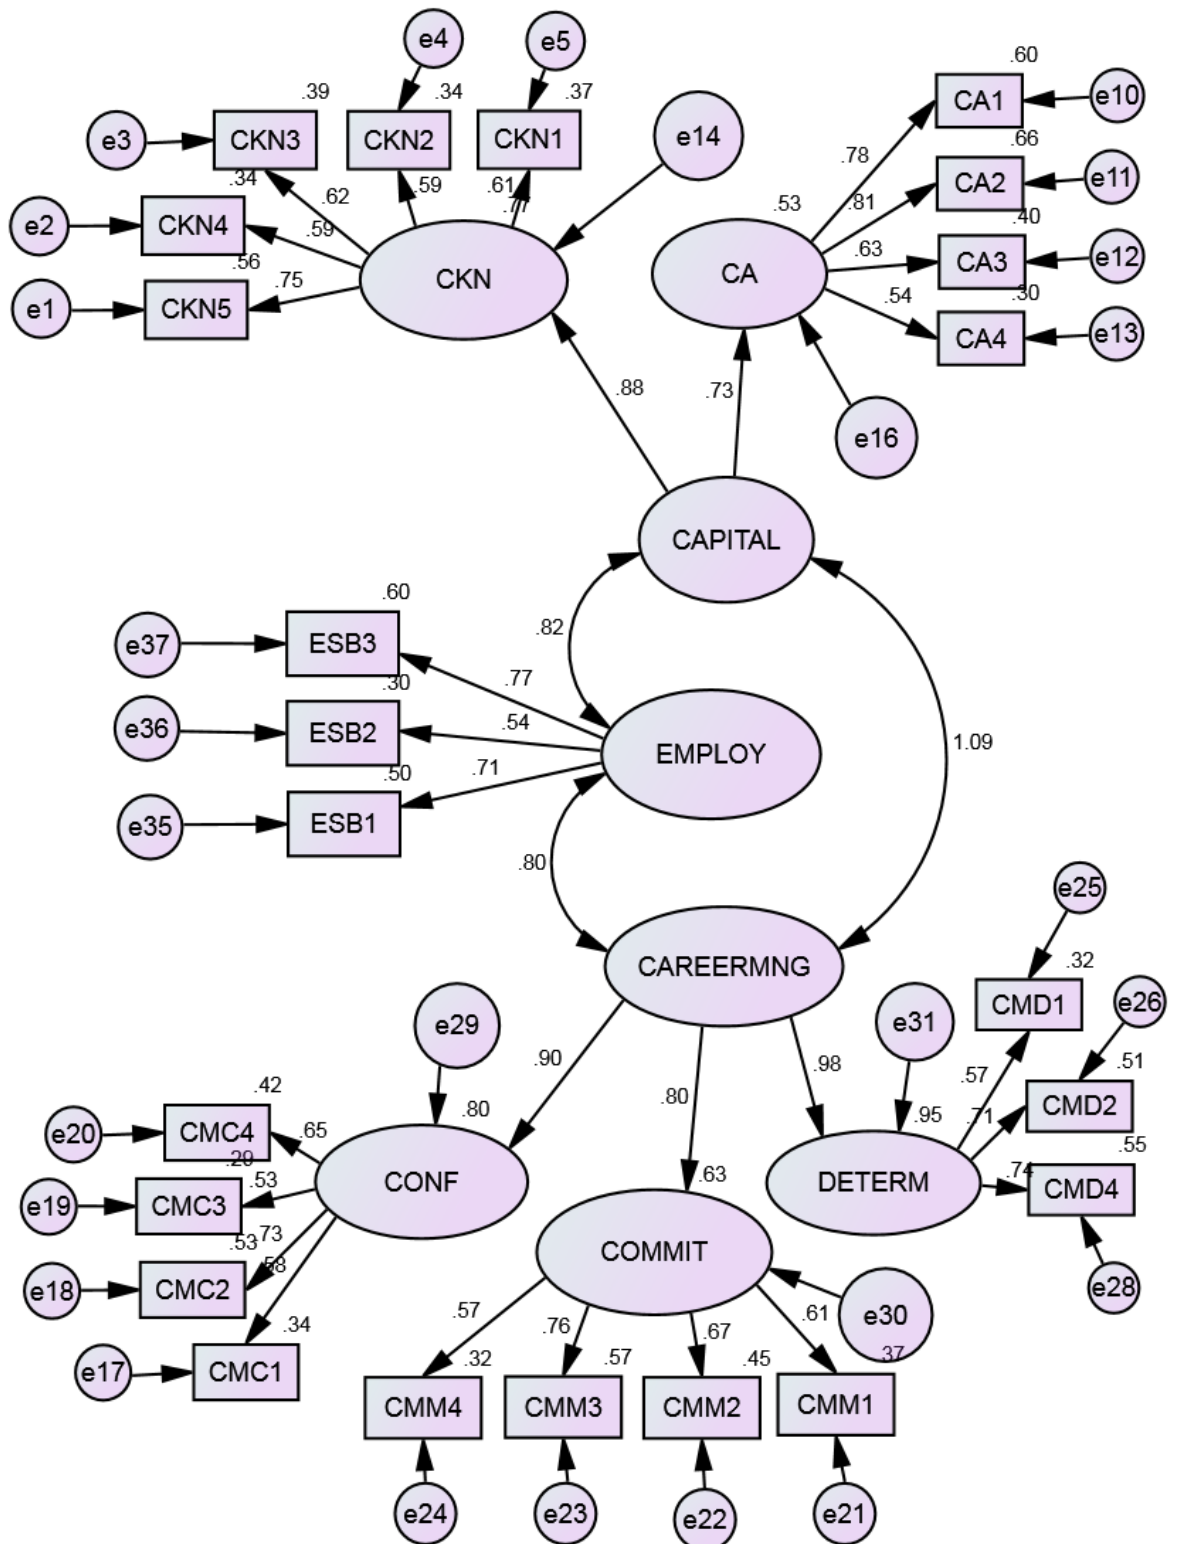 e4
e5
.60
.39
.34
.37
CA1
e10
e3
CKN3
CKN2
CKN1
e14
.66
.34
.62
.59
.61
.78
CA2
e11
e2
CKN4
.59
.53
.81
.40
.56
.63
CA3
e12
e1
CKN5
.75
CKN
CA
.54
.30
CA4
e13
.88
.73
e16
CAPITAL
.60
e37
ESB3
.82
.77
.30
e36
ESB2
.54
1.09
EMPLOY
.50
.71
e35
ESB1
.80
e25
.32
CAREERMNG
CMD1
e26
e29
e31
.90
.98
.57
.51
.42
.80
.80
.95
.71
CMD2
e20
CMC4
.65
.29
.53
.63
.74
.55
e19
CMC3
CONF
DETERM
CMD4
.53
.73
.58
COMMIT
e18
CMC2
e28
.34
.57
.76
.67
.61
e30
e17
CMC1
.32
.57
.45
.37
CMM4
CMM3
CMM2
CMM1
e24
e23
e22
e21